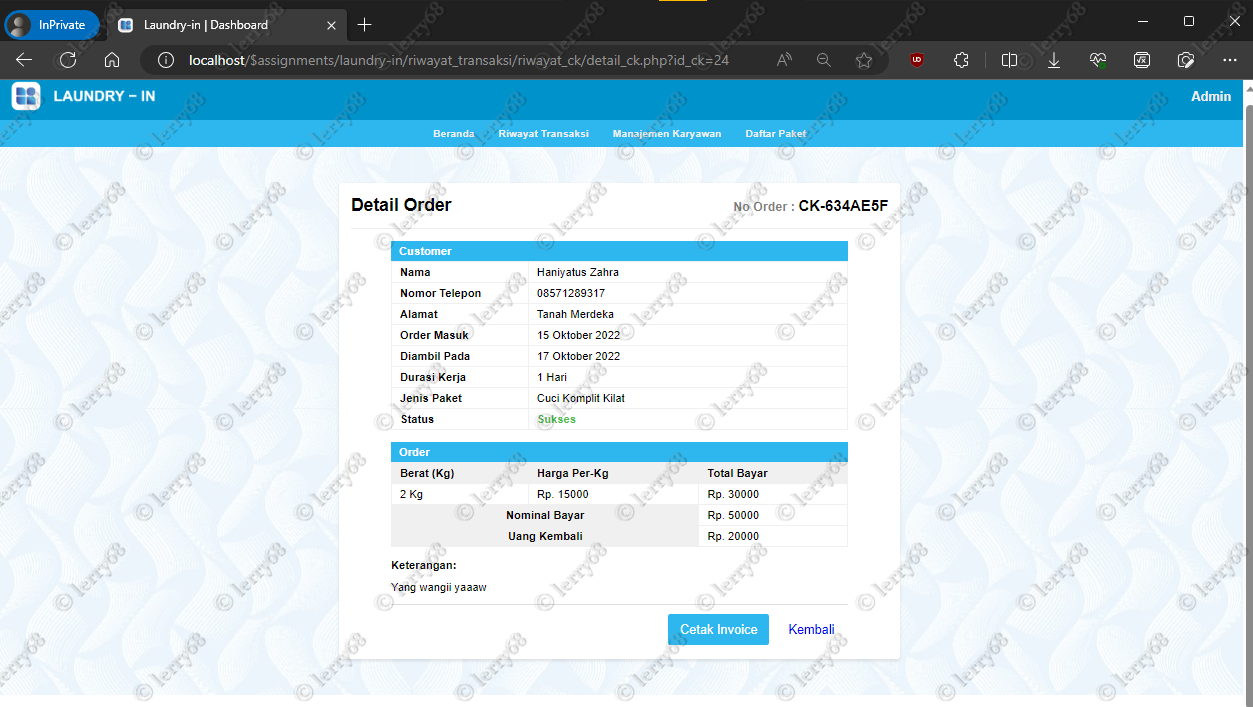 InPrivate
Laundry-in | Dashboard
localhost/$assignments/laundry-in/riwayat_transaksi/riwayat_ck/detail_ck.php?id_ck=24
LAUNDRY – IN
Admin
Beranda Riwayat Transaksi Manajemen Karyawan Daftar Paket
Detail Order
No Order : CK-634AE5F
Customer
Nama Haniyatus Zahra
Nomor Telepon 08571289317
Alamat Tanah Merdeka
Order Masuk 15 Oktober 2022
Diambil Pada 17 Oktober 2022
Durasi Kerja 1 Hari
Jenis Paket Cuci Komplit Kilat
Status Sukses
Order
Berat (Kg) Harga Per-Kg Total Bayar
2 Kg Rp. 15000 Rp. 30000
Nominal Bayar Rp. 50000
Uang Kembali Rp. 20000
Keterangan:
Yang wangii yaaaw
Cetak Invoice Kembali
© lerry68